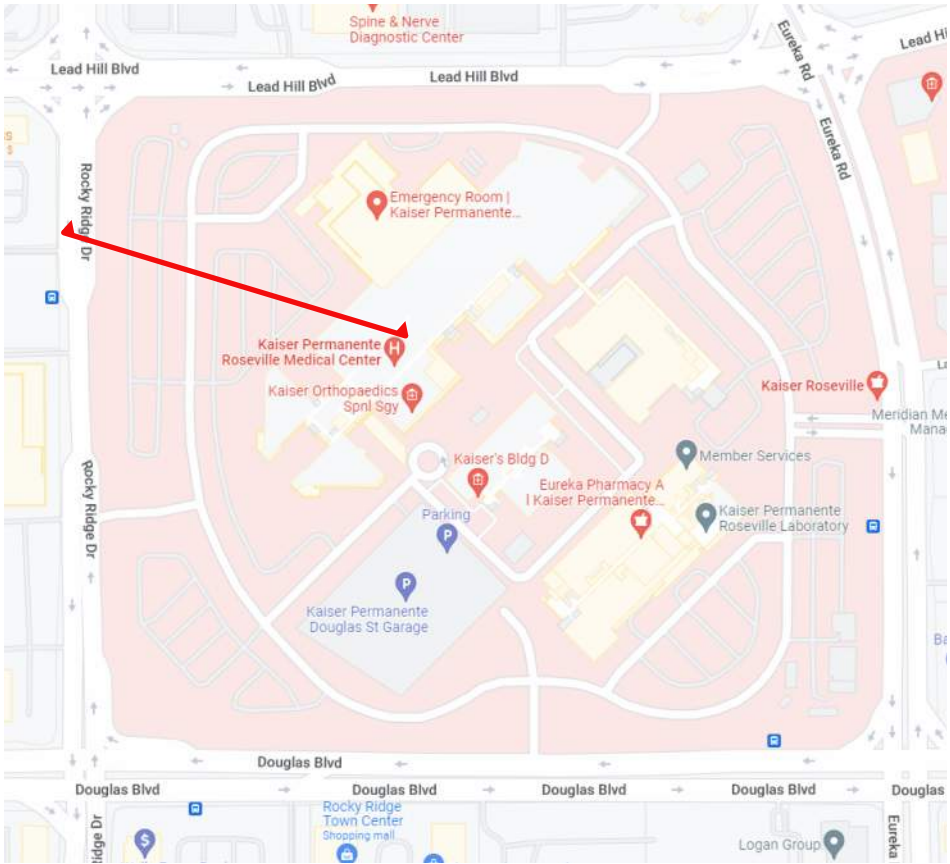 Spine & Nerve
Diagnostic Center
Eureka Rd
Lead Hi
Lead Hill Blvd
Lead Hill Blvd
Lead Hill Blvd
Eureka Rd
Rocky Ridge Dr
Emergency Room |
Kaiser Permanente...
Kaiser Permanente
Roseville Medical Center
H
Kaiser Orthopaedics
Spnl Sgy
Kaiser Roseville
Meridian Me
Mana
Kaiser's Bldg D
Member Services
Eureka Pharmacy A
| Kaiser Permanente...
Rocky Ridge Dr
Parking
P
Kaiser Permanente
Roseville Laboratory
P
Kaiser Permanente
Douglas St Garage
Ba
Douglas Blvd
Douglas Blvd
Douglas Blvd
Douglas Blvd
Douglas Blvd
Douglas
Rocky Ridge
Town Center
Shopping mall
Ridge Dr
$
Logan Group
Eureka